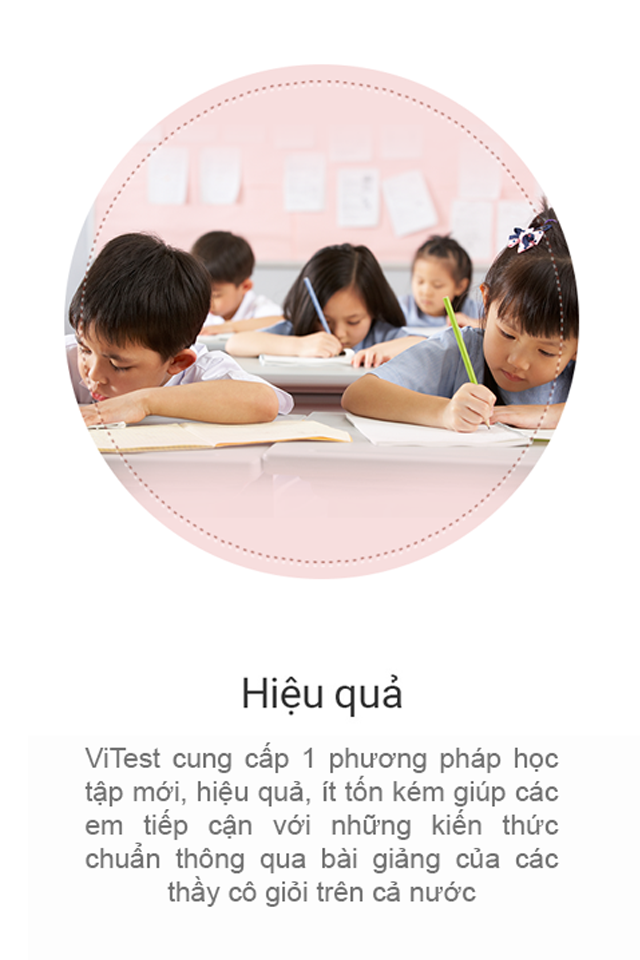 Hiệu quả
ViTest cung cấp 1 phương pháp học
tập mới, hiệu quả, ít tốn kém giúp các
em tiếp cận với những kiến thức
chuẩn thông qua bài giảng của các
thầy cô giỏi trên cả nước